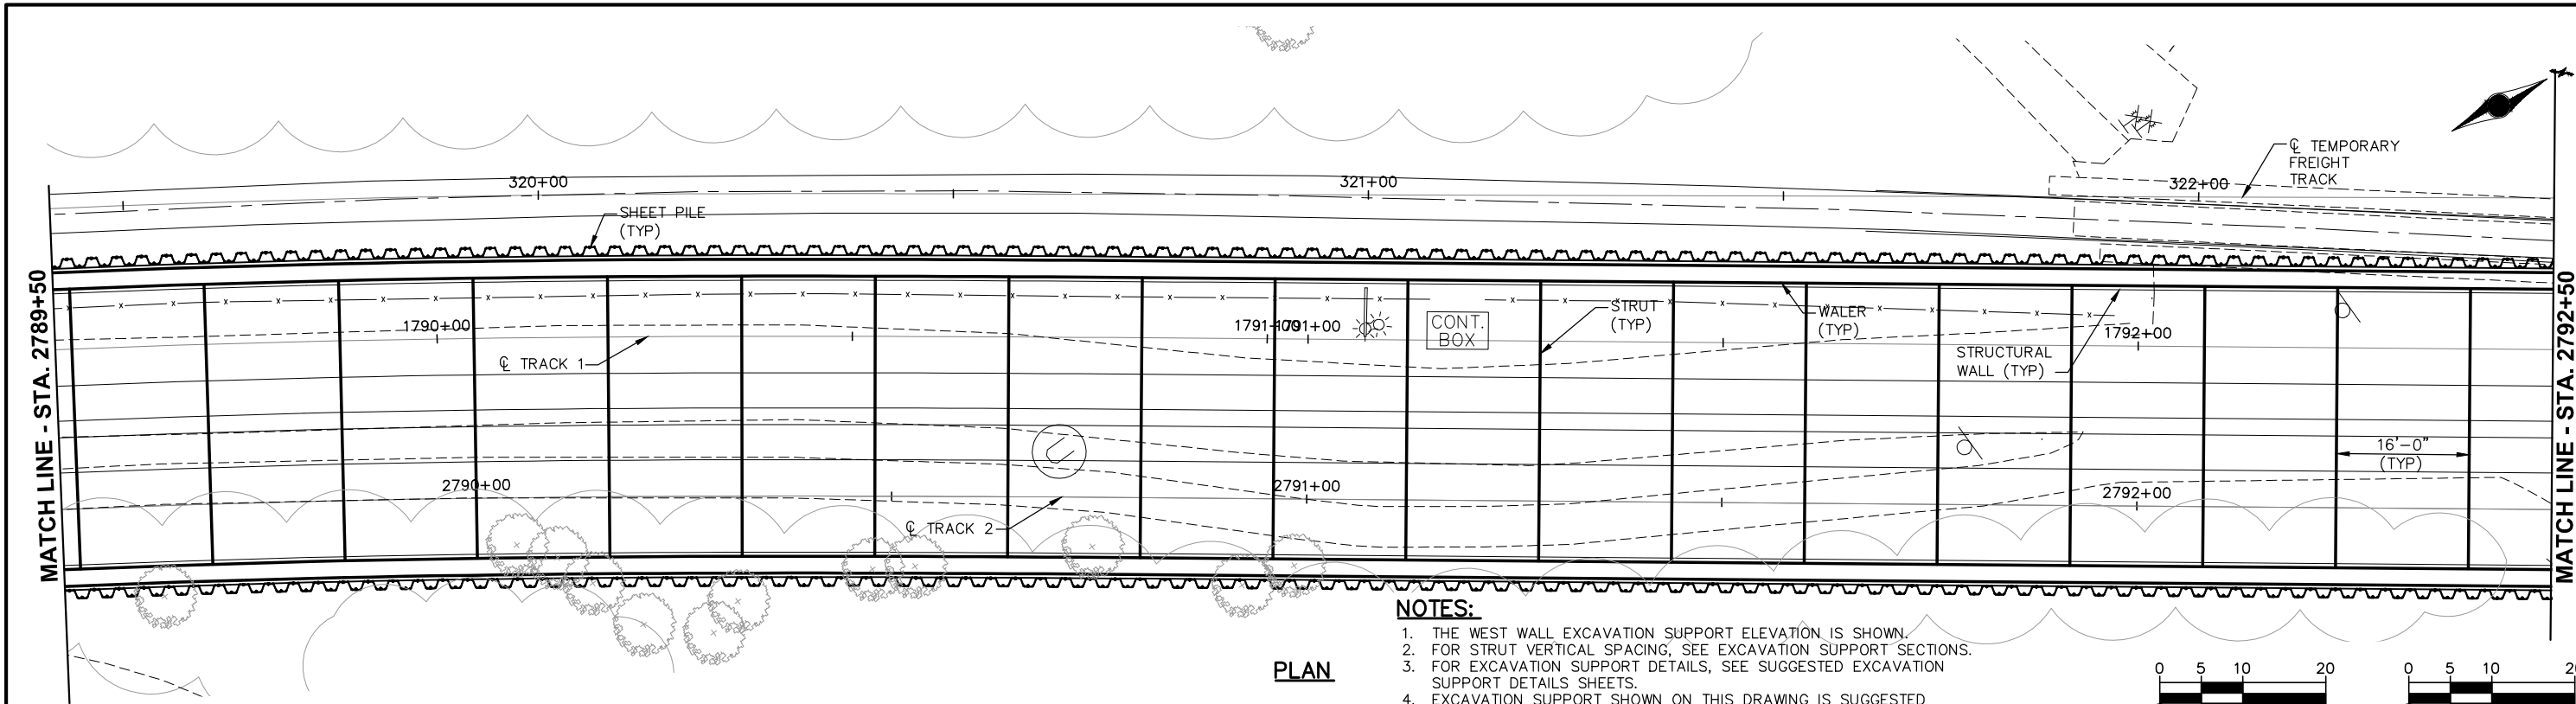 MATCH LINE - STA. 2789+50
320+00
321+00
322+00
℄ TEMPORARY
FREIGHT
TRACK
SHEET PILE
(TYP)
1790+00
1791+00
1791+00
CONT.
BOX
STRUT
(TYP)
WALER
(TYP)
1792+00
STRUCTURAL
WALL (TYP)
℄ TRACK 1
2790+00
2791+00
2792+00
16'-0"
(TYP)
℄ TRACK 2
MATCH LINE - STA. 2792+50
PLAN
NOTES:
1. THE WEST WALL EXCAVATION SUPPORT ELEVATION IS SHOWN.
2. FOR STRUT VERTICAL SPACING, SEE EXCAVATION SUPPORT SECTIONS.
3. FOR EXCAVATION SUPPORT DETAILS, SEE SUGGESTED EXCAVATION
SUPPORT DETAILS SHEETS.
4. EXCAVATION SUPPORT SHOWN ON THIS DRAWING IS SUGGESTED
0 5 10 20
0 5 10